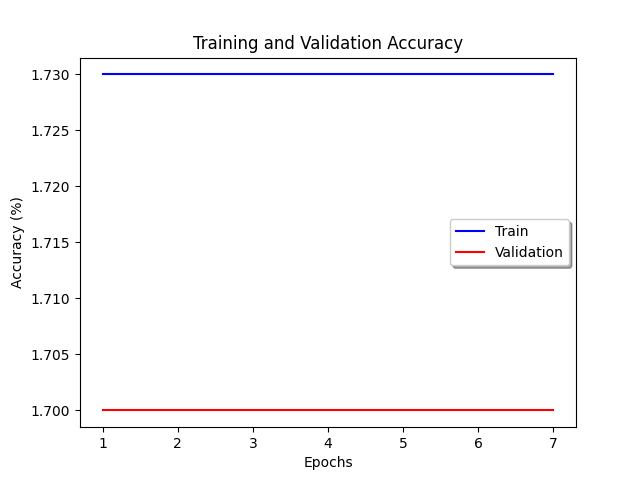 Training and Validation Accuracy
Accuracy (%)
1.730
1.725
1.720
1.715
1.710
1.705
1.700
Train
Validation
1 2 3 4 5 6 7
Epochs